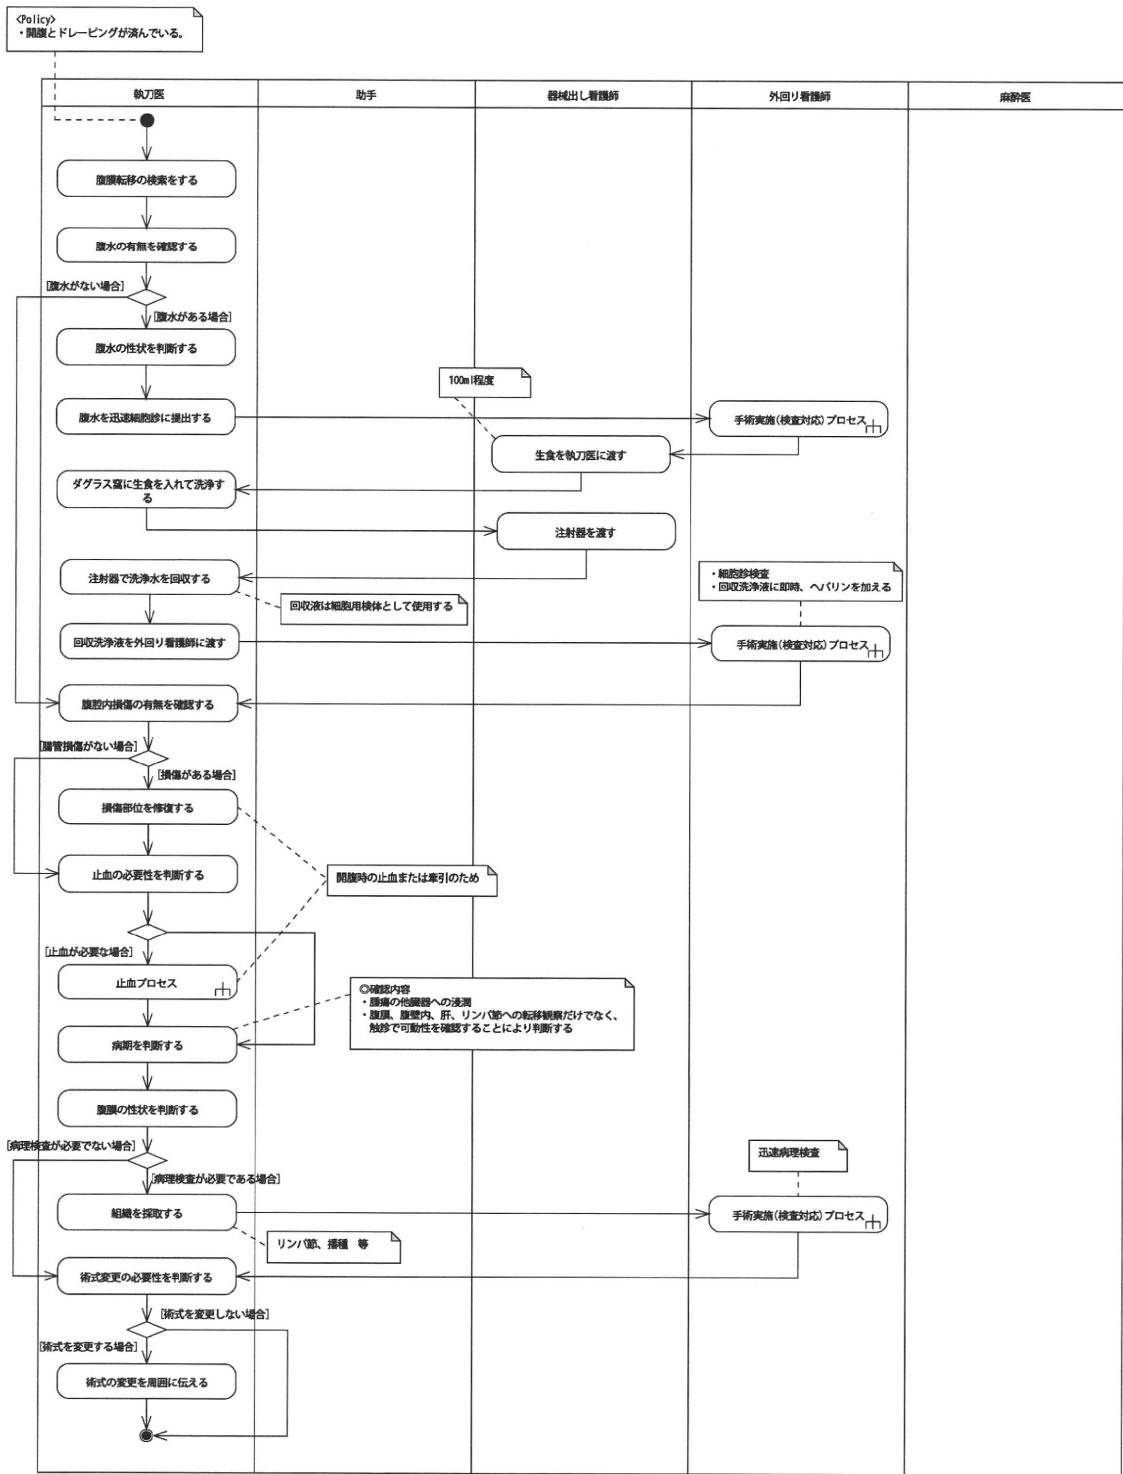 <Policy>
・開腹とドレーピングが済んでいる。
執刀医
助手
器械出し看護師
外回り看護師
麻酔医
腹膜転移の検索をする
腹水の有無を確認する
[腹水がない場合]
[腹水がある場合]
腹水の性状を判断する
100ml程度
腹水を迅速細胞診に提出する
手術実施(検査対応)プロセス
生食を執刀医に渡す
ダグラス窩に生食を入れて洗浄す
る
注射器を渡す
注射器で洗浄水を回収する
・細胞診検査
・回収洗浄液に即時、ヘパリンを加える
回収液は細胞用検体として使用する
回収洗浄液を外回り看護師に渡す
手術実施(検査対応)プロセス
腹腔内損傷の有無を確認する
[腸管損傷がない場合]
[損傷がある場合]
損傷部位を修復する
止血の必要性を判断する
開腹時の止血または牽引のため
[止血が必要な場合]
止血プロセス
◎確認内容
・腫瘍の他臓器への浸潤
・腹膜、腹壁内、肝、リンパ節への転移観察だけでなく、
触診で可動性を確認することにより判断する
病期を判断する
腹膜の性状を判断する
[病理検査が必要でない場合]
[病理検査が必要である場合]
迅速病理検査
組織を採取する
手術実施(検査対応)プロセス
リンパ節、播種 等
術式変更の必要性を判断する
[術式を変更しない場合]
[術式を変更する場合]
術式の変更を周囲に伝える